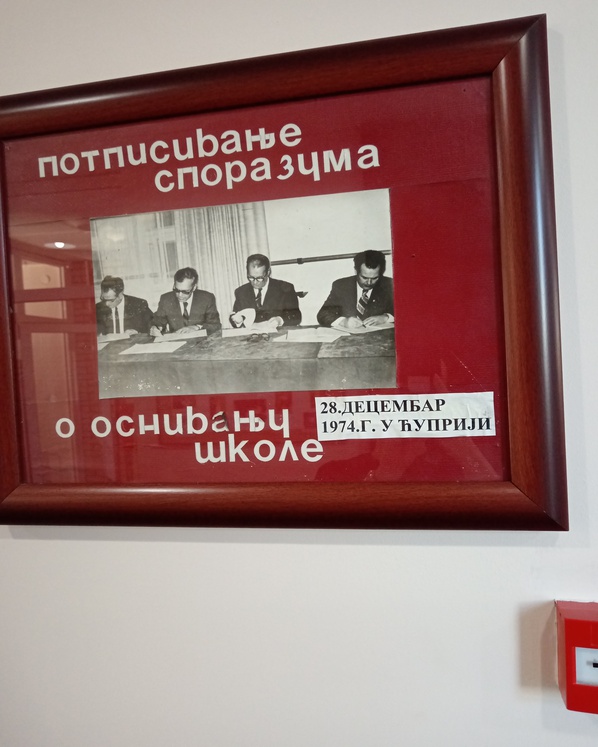 потписивање
споразума
о оснивању
школе
28.ДЕЦЕМБАР
1974.Г. У ЋУПРИЈИ